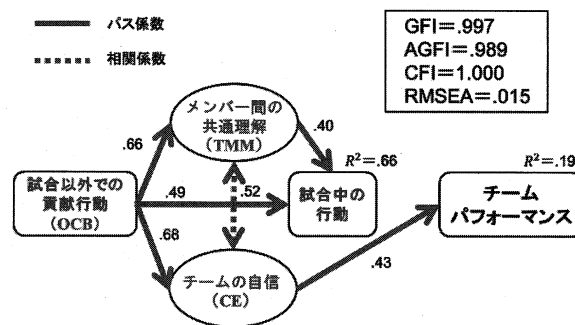 パス係数
相関係数
GFI=.997
AGFI=.989
CFI=1.000
RMSEA=.015
メンバー間の
共通理解
(TMM)
.66
.40
R²=.66
R²=.19
試合以外での
貢献行動
(OCB)
.49
.52
試合中の
行動
チーム
パフォーマンス
.68
.43
チームの自信
(CE)